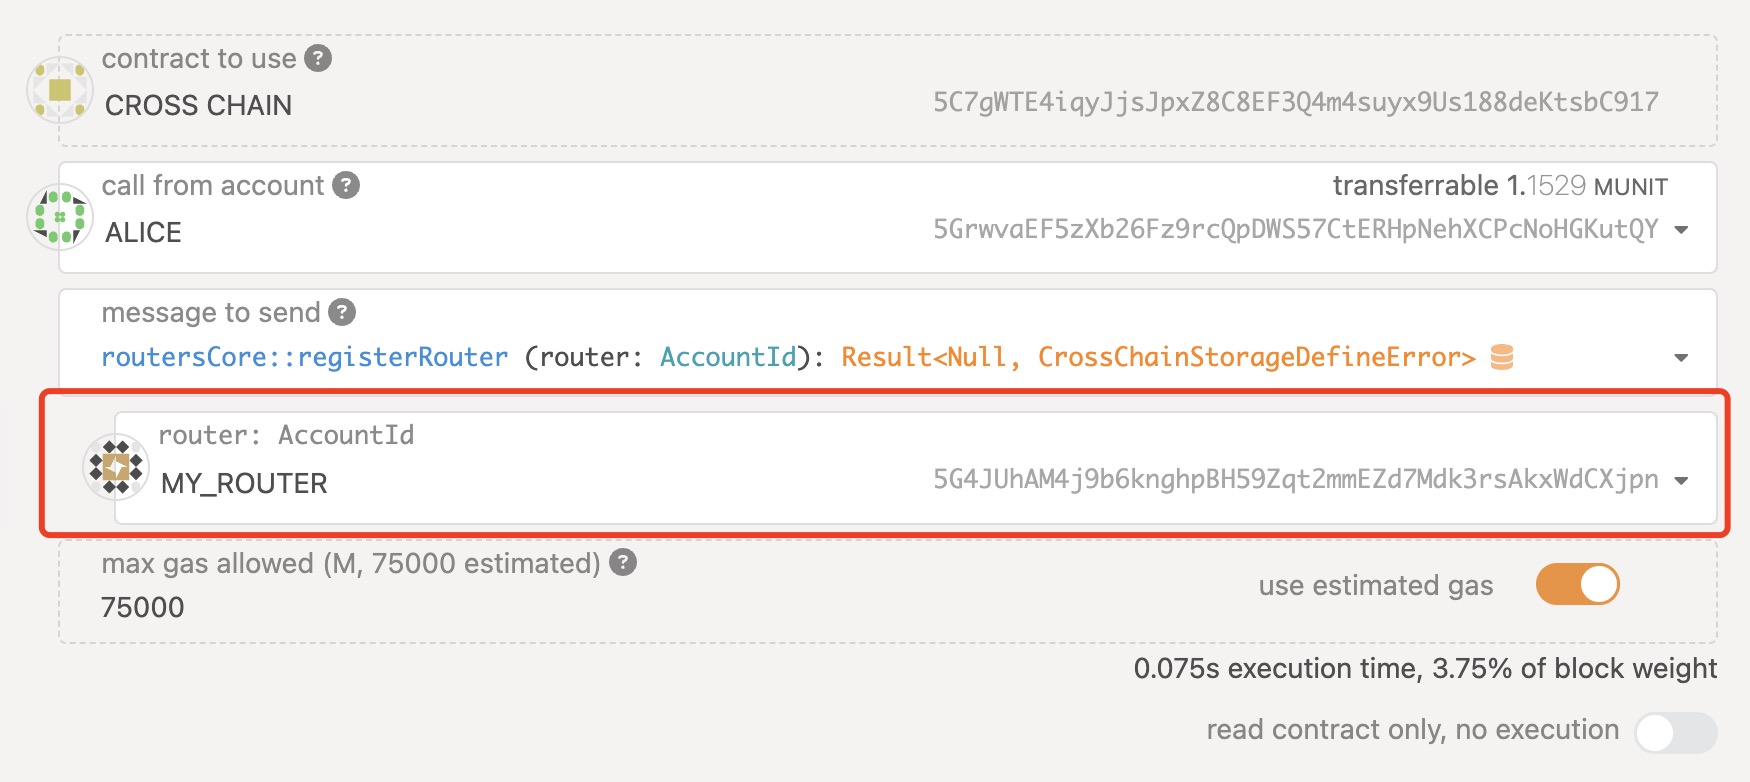 contract to use ?
CROSS CHAIN 5C7gWTE4iqyJjsJpxZ8C8EF3Q4m4suyx9Us188deKtsbC917
call from account ? transferrable 1.1529 MUNIT
ALICE 5GrwvaEF5zXb26Fz9rcQpDWS57CtERHpNehXCPcNoHGKutQY
message to send ?
routersCore::registerRouter (router: AccountId): Result<Null, CrossChainStorageDefineError>
router: AccountId
MY_ROUTER 5G4JUhAM4j9b6knghpBH59Zqt2mmEZd7Mdk3rsAkxWdCXjpn
max gas allowed (M, 75000 estimated) ?
75000 use estimated gas
0.075s execution time, 3.75% of block weight
read contract only, no execution